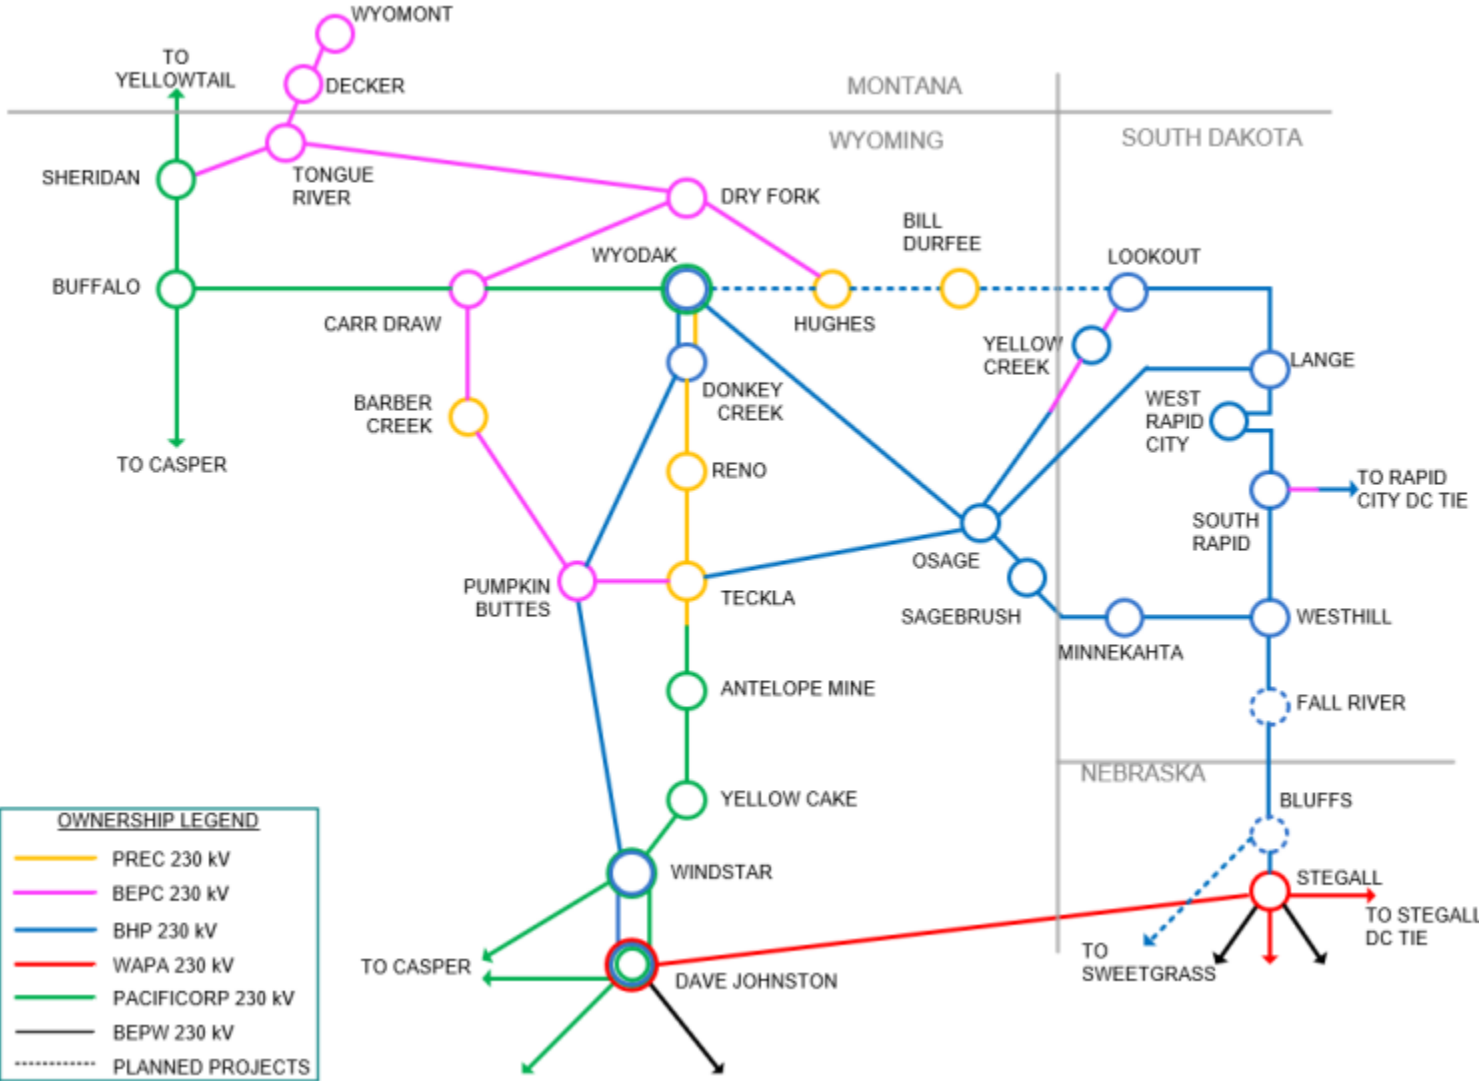 WYOMONT
TO
YELLOWTAIL
DECKER
MONTANA
WYOMING
SOUTH DAKOTA
SHERIDAN
TONGUE
RIVER
DRY FORK
BILL
DURFEE
WYODAK
LOOKOUT
BUFFALO
CARR DRAW
HUGHES
YELLOW
CREEK
LANGE
DONKEY
CREEK
WEST
RAPID
CITY
BARBER
CREEK
TO CASPER
RENO
TO RAPID
CITY DC TIE
SOUTH
RAPID
OSAGE
PUMPKIN
BUTTES
TECKLA
SAGEBRUSH
WESTHILL
MINNEKAHTA
ANTELOPE MINE
FALL RIVER
NEBRASKA
YELLOW CAKE
BLUFFS
OWNERSHIP LEGEND
PREC 230 kV
BEPC 230 kV
BHP 230 kV
WAPA 230 kV
PACIFICORP 230 kV
BEPW 230 kV
PLANNED PROJECTS
WINDSTAR
STEGALL
TO STEGALL
DC TIE
TO
SWEETGRASS
TO CASPER
DAVE JOHNSTON